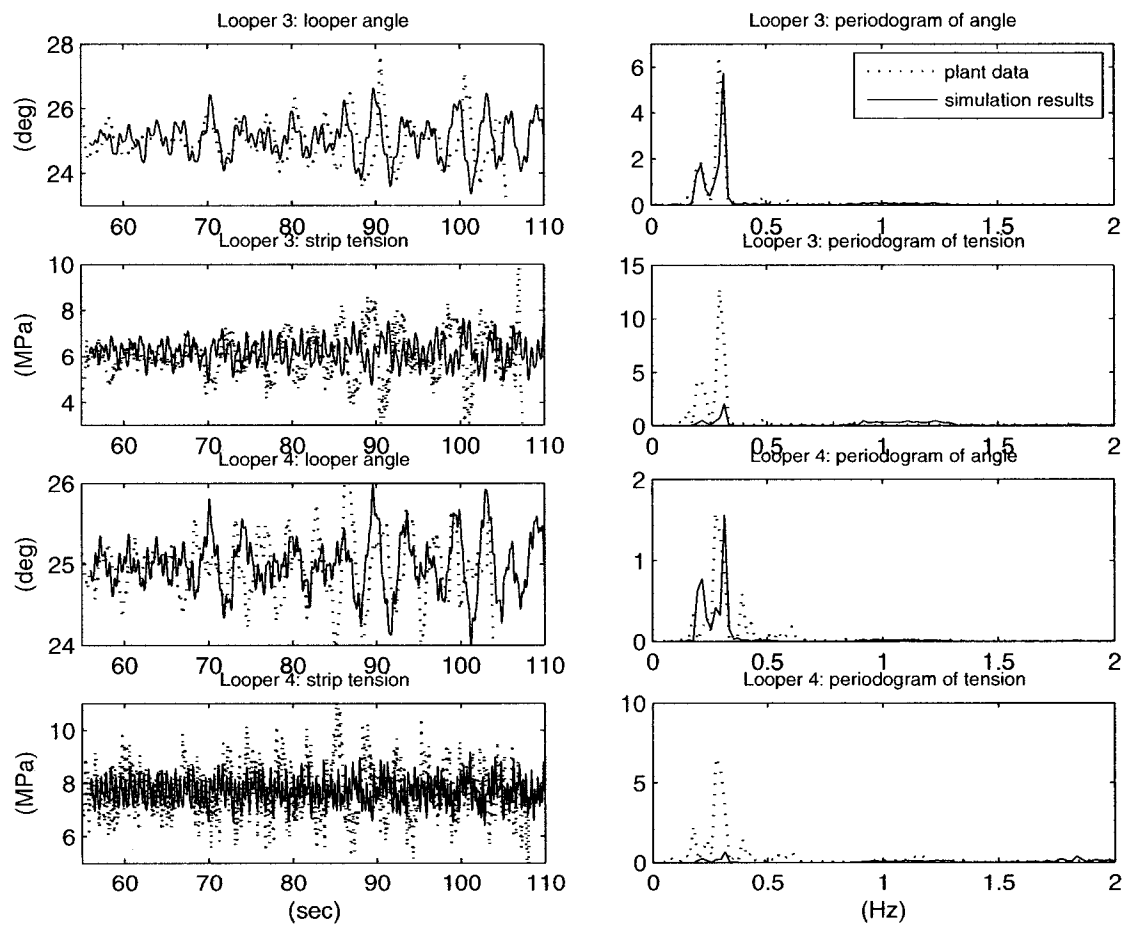 Looper 3: looper angle
28
26
24
23
(deg)
60 70 80 90 100 110
Looper 3: periodogram of angle
6
4
2
0
plant data
simulation results
0 0.5 1 1.5 2
Looper 3: strip tension
10
8
6
4
(MPa)
60 70 80 90 100 110
Looper 3: periodogram of tension
15
10
5
0
0 0.5 1 1.5 2
Looper 4: looper angle
26
25
24
(deg)
60 70 80 90 100 110
Looper 4: periodogram of angle
2
1
0
0 0.5 1 1.5 2
Looper 4: strip tension
10
8
6
(MPa)
60 70 80 90 100 110
(sec)
Looper 4: periodogram of tension
10
5
0
0 0.5 1 1.5 2
(Hz)